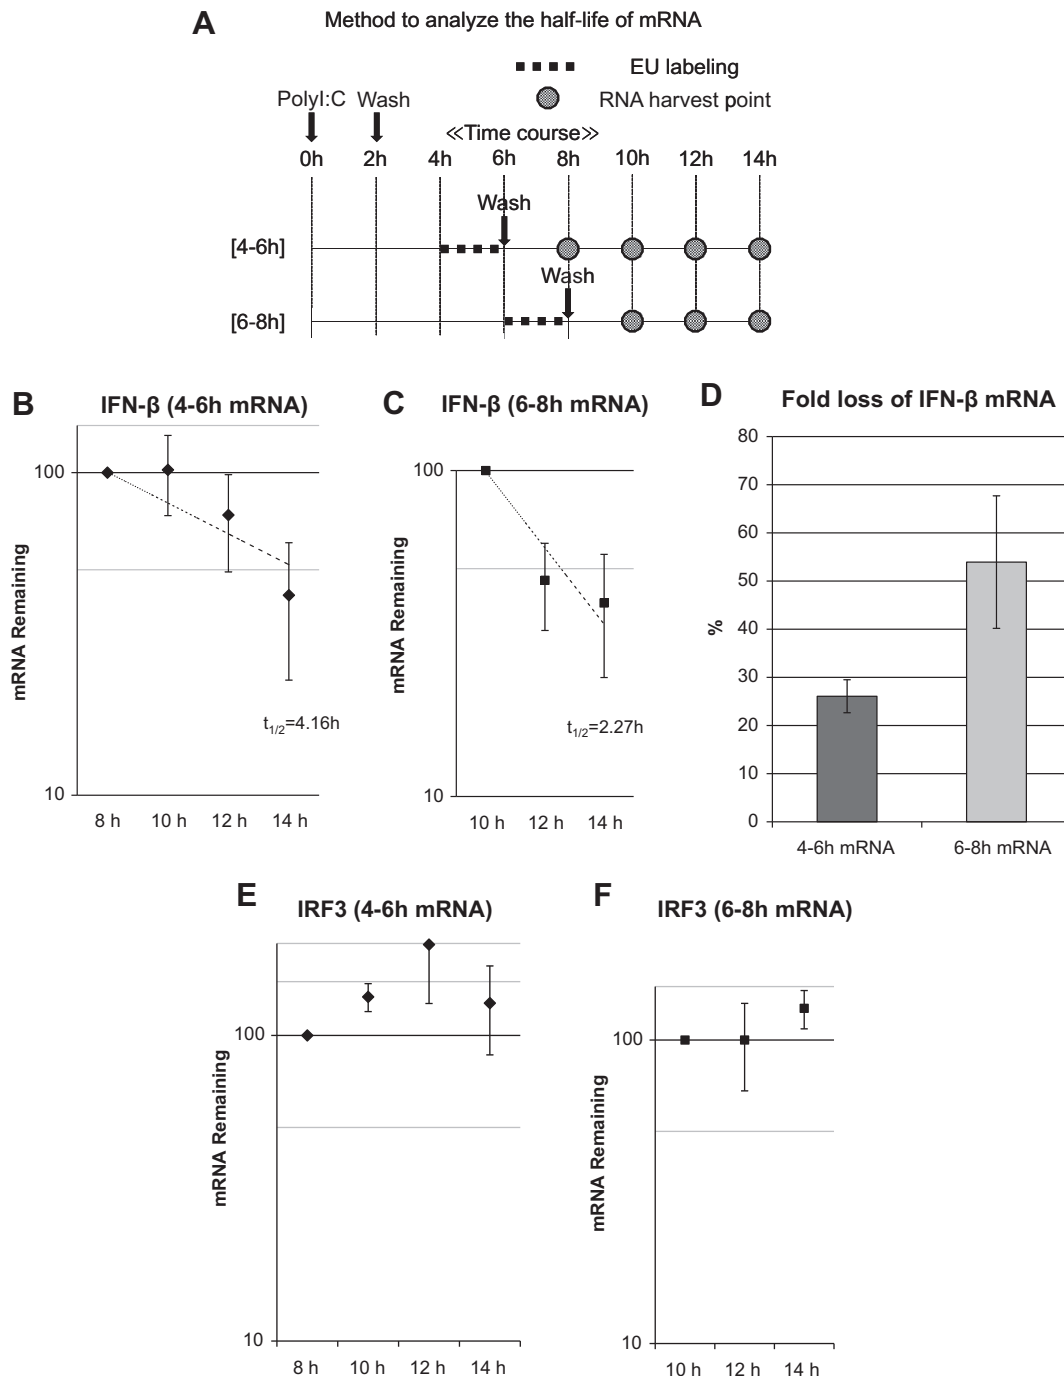 A
Method to analyze the half-life of mRNA
EU labeling
RNA harvest point
PolyI:C Wash
≪Time course≫
0h 2h 4h 6h 8h 10h 12h 14h
Wash
[4-6h]
Wash
[6-8h]
B
IFN-β (4-6h mRNA)
mRNA Remaining
100
10
t1/2=4.16h
8 h 10 h 12 h 14 h
C
IFN-β (6-8h mRNA)
mRNA Remaining
100
10
t1/2=2.27h
10 h 12 h 14 h
D
Fold loss of IFN-β mRNA
%
80
70
60
50
40
30
20
10
0
4-6h mRNA 6-8h mRNA
E
IRF3 (4-6h mRNA)
mRNA Remaining
100
10
8 h 10 h 12 h 14 h
F
IRF3 (6-8h mRNA)
mRNA Remaining
100
10
10 h 12 h 14 h